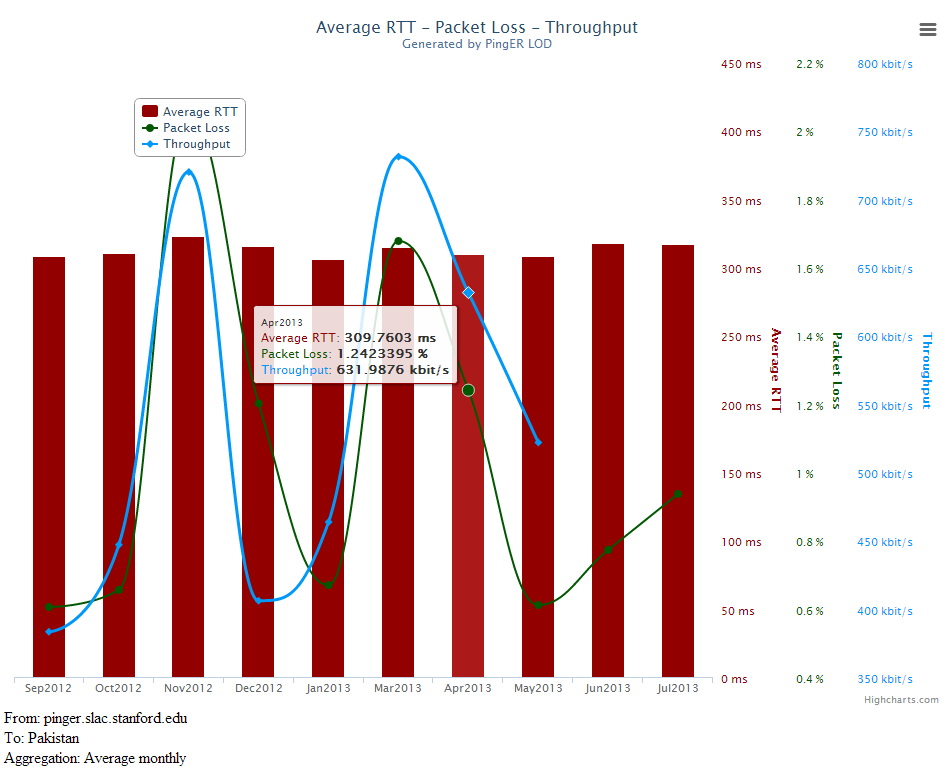 Average RTT - Packet Loss - Throughput
Generated by PingER LOD
450 ms 2.2 % 800 kbit/s
400 ms 2 % 750 kbit/s
350 ms 1.8 % 700 kbit/s
300 ms 1.6 % 650 kbit/s
250 ms 1.4 % 600 kbit/s
200 ms 1.2 % 550 kbit/s
150 ms 1 % 500 kbit/s
100 ms 0.8 % 450 kbit/s
50 ms 0.6 % 400 kbit/s
0 ms 0.4 % 350 kbit/s
Average RTT
Packet Loss
Throughput
Average RTT
Packet Loss
Throughput
Apr2013
Average RTT: 309.7603 ms
Packet Loss: 1.2423395 %
Throughput: 631.9876 kbit/s
Sep2012 Oct2012 Nov2012 Dec2012 Jan2013 Mar2013 Apr2013 May2013 Jun2013 Jul2013
Highcharts.com
From: pinger.slac.stanford.edu
To: Pakistan
Aggregation: Average monthly